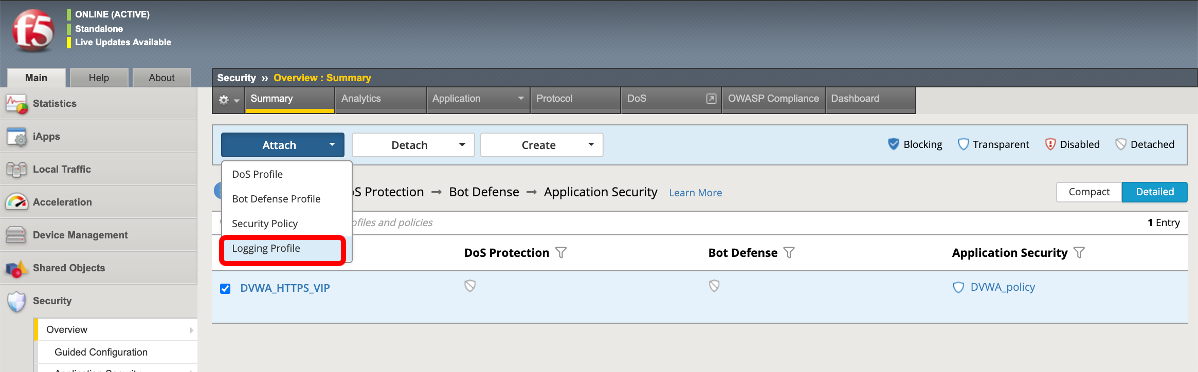 f5
ONLINE (ACTIVE)
Standalone
Live Updates Available
Main Help About
Security ›› Overview : Summary
Summary Analytics Application Protocol DoS OWASP Compliance Dashboard
Statistics
iApps
Local Traffic
Acceleration
Device Management
Shared Objects
Security
Overview
Guided Configuration
Attach Detach Create
Blocking Transparent Disabled Detached
DoS Profile
Bot Defense Profile
Security Policy
Logging Profile
S Protection → Bot Defense → Application Security Learn More
Compact Detailed
files and policies
1 Entry
DoS Protection Bot Defense Application Security
DVWA_HTTPS_VIP DVWA_policy